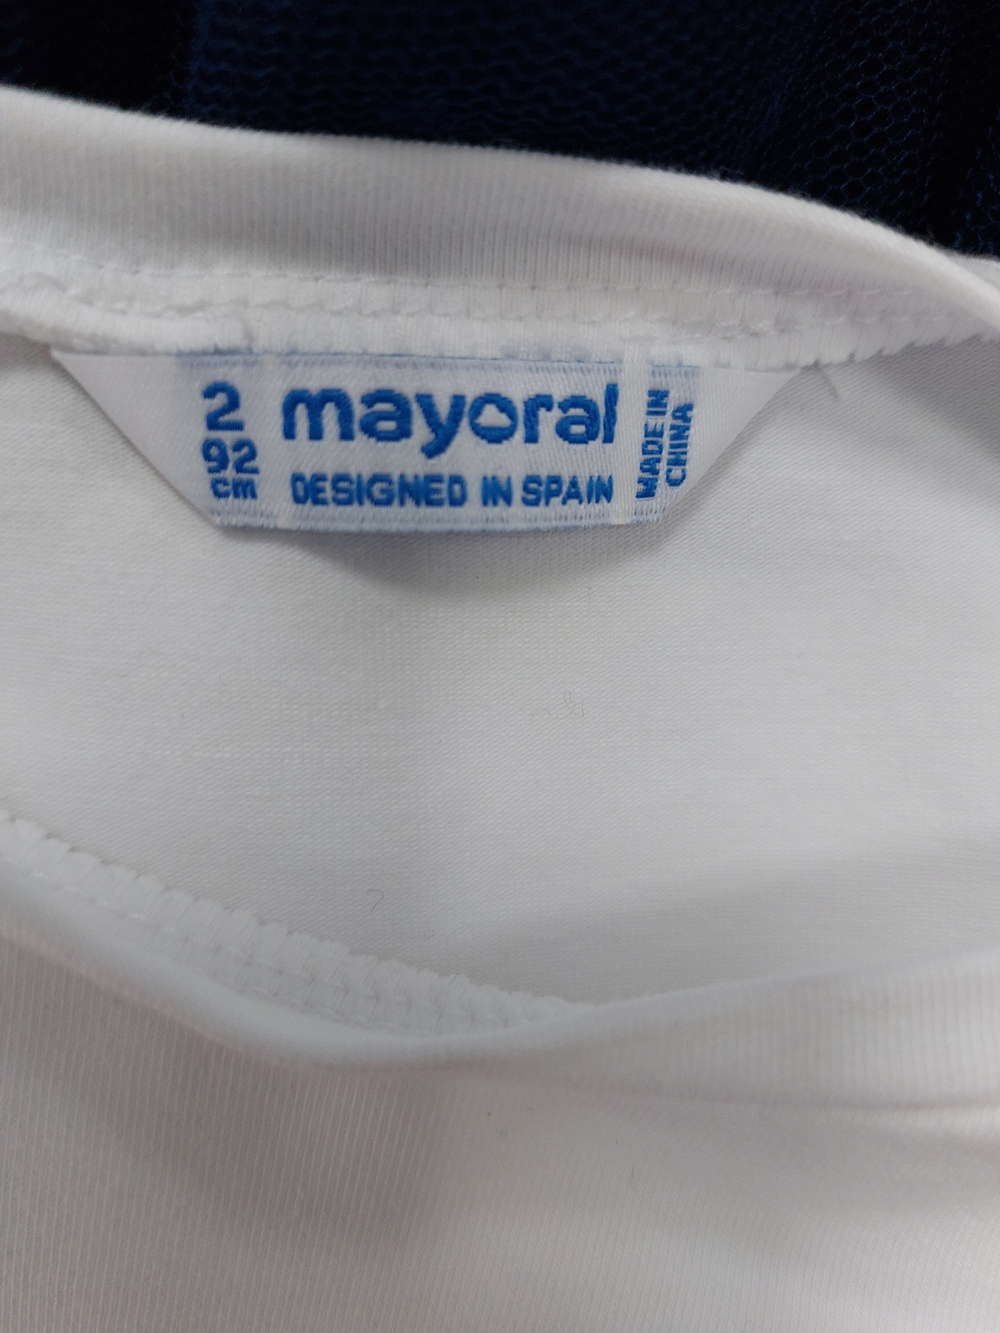 2
92
cm
mayoral
DESIGNED IN SPAIN
MADE IN
CHINA